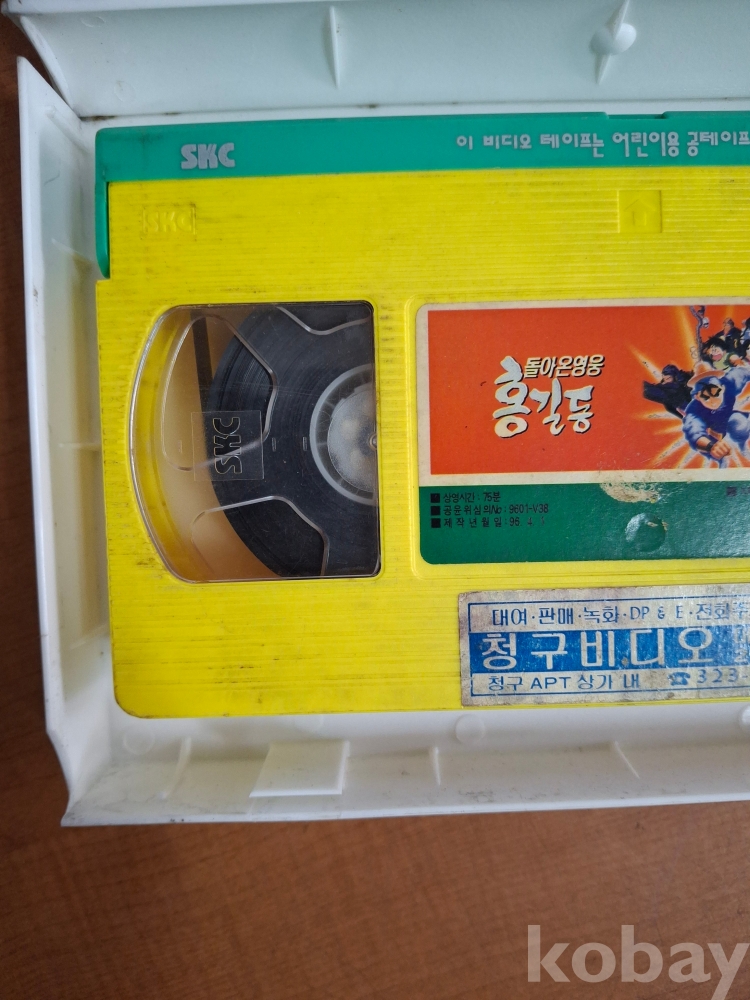 SKC
이 비디오 테이프는 어린이용 공테이프
SKC
SKC
돌아온영웅
홍길동
■ 상영시간 : 75분
■ 공윤위심의No : 9601-V38
■ 제 작 년 월 일 : 96. 4.
대여·판매·녹화·DP & E·전화
청구비디오
청구 APT 상가 내 ☎323-
kobay